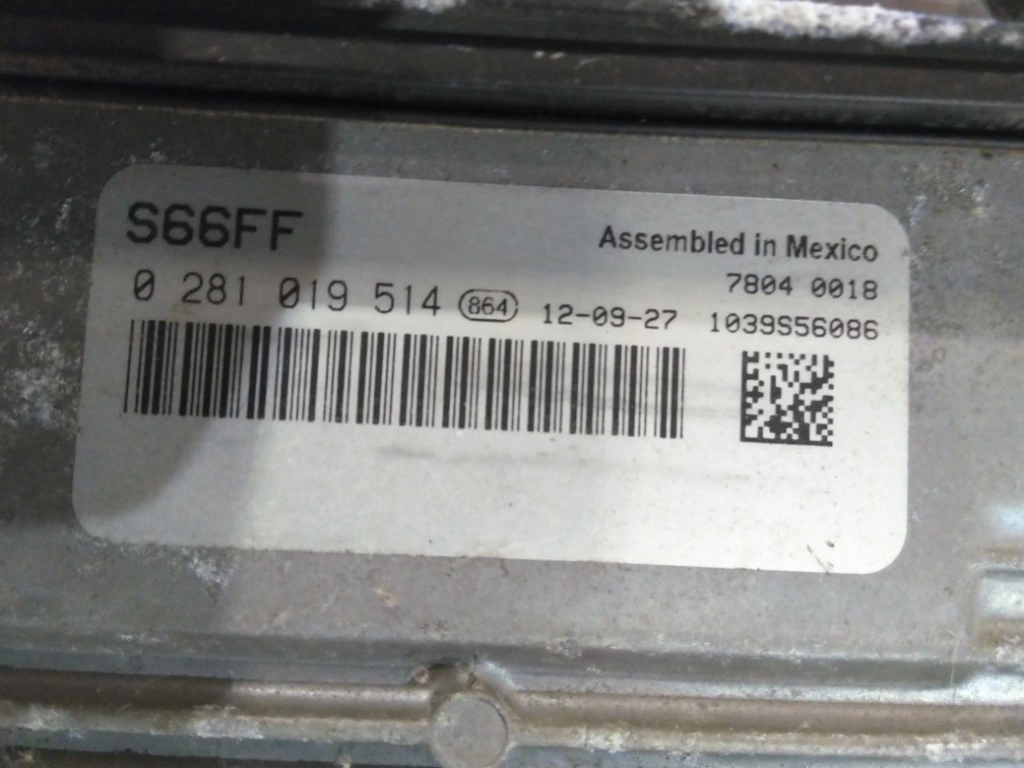 S66FF
Assembled in Mexico
7804 0018
0 281 019 514 864 12-09-27 1039S56086